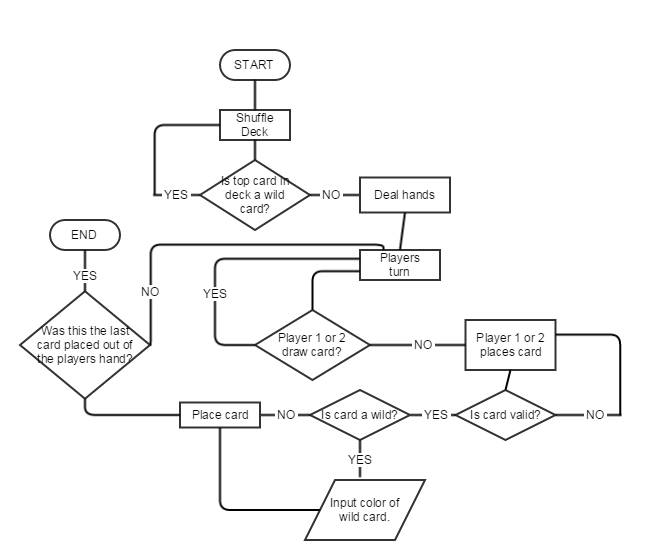 START
Shuffle
Deck
Is top card in
deck a wild
card?
YES
NO
Deal hands
END
YES
NO
Players
turn
YES
Was this the last
card placed out of
the players hand?
Player 1 or 2
draw card?
NO
Player 1 or 2
places card
Place card
NO
Is card a wild?
YES
Is card valid?
NO
YES
Input color of
wild card.